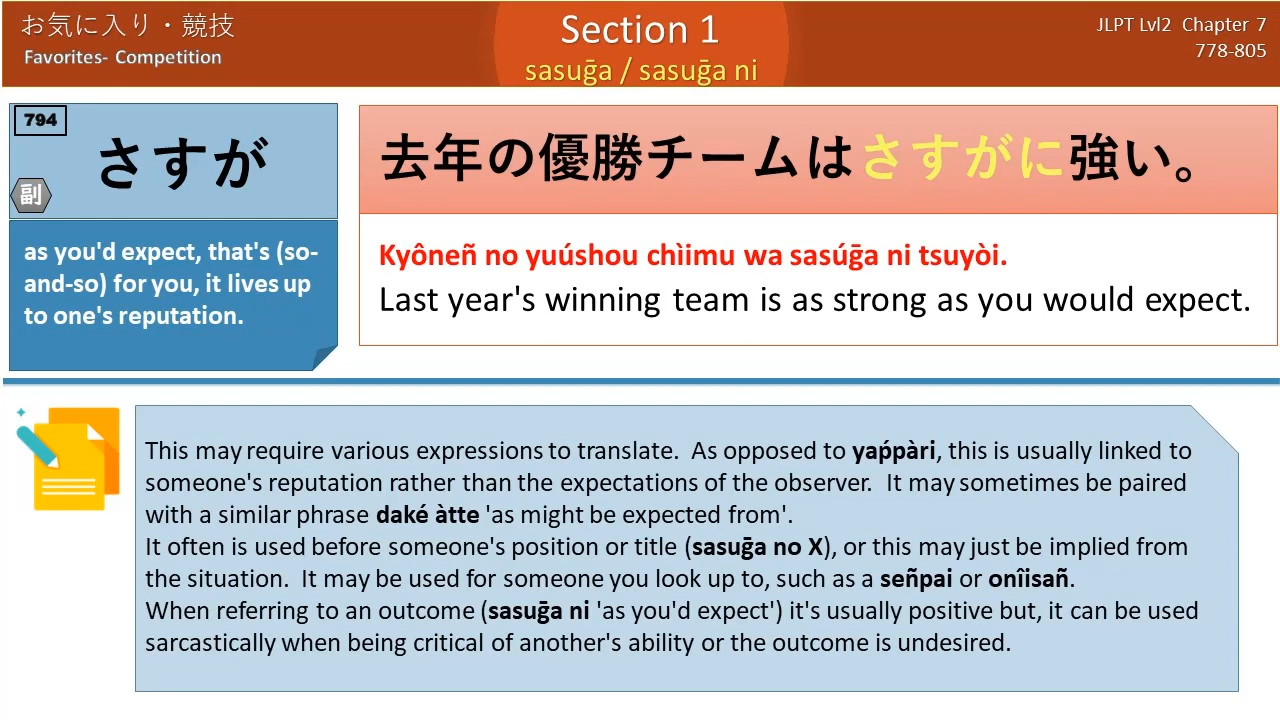 お気に入り・競技
Favorites- Competition
Section 1
sasuḡa / sasuḡa ni
JLPT Lvl2  Chapter 7
778-805
794
さすが
副
as you'd expect, that's (so-
and-so) for you, it lives up
to one's reputation.
去年の優勝チームはさすがに強い。
Kyôneñ no yuúshou chìimu wa sasúḡa ni tsuyòi.
Last year's winning team is as strong as you would expect.
This may require various expressions to translate.  As opposed to yaṕpàri, this is usually linked to
someone's reputation rather than the expectations of the observer.  It may sometimes be paired
with a similar phrase daké àtte 'as might be expected from'.
It often is used before someone's position or title (sasuḡa no X), or this may just be implied from
the situation.  It may be used for someone you look up to, such as a señpai or onîisañ.
When referring to an outcome (sasuḡa ni 'as you'd expect') it's usually positive but, it can be used
sarcastically when being critical of another's ability or the outcome is undesired.